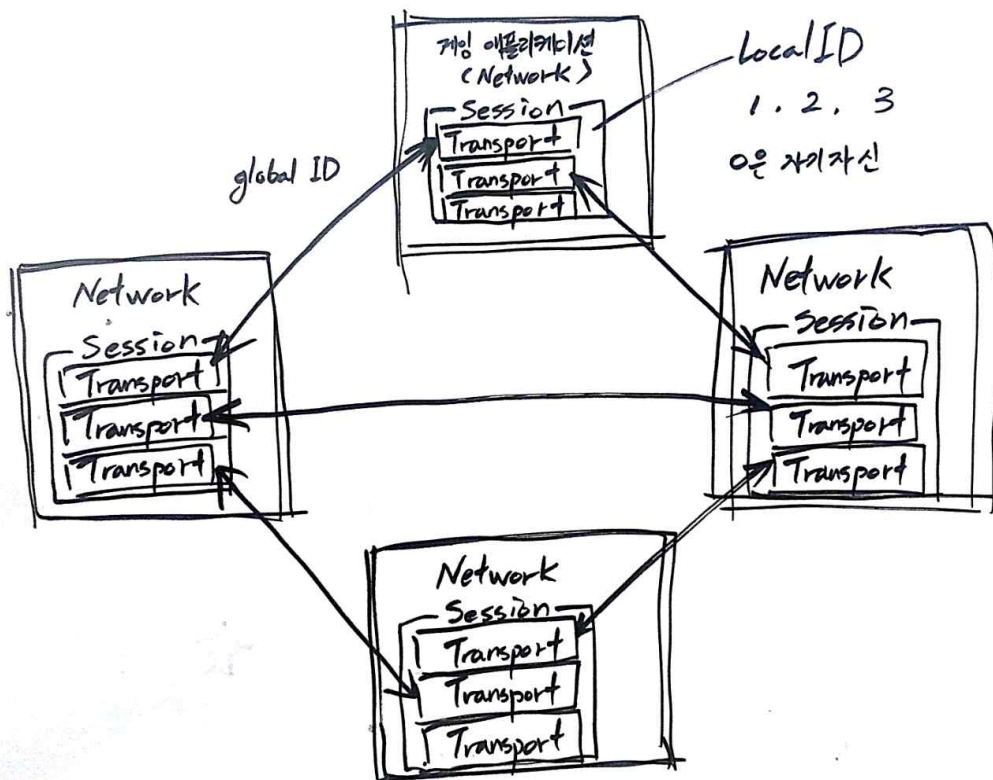 게임 애플리케이션
(Network)
Session
Transport
Transport
Transport
Local ID
1. 2. 3
0은 자기자신
global ID
Network
Session
Transport
Transport
Transport
Network
Session
Transport
Transport
Transport
Network
Session
Transport
Transport
Transport